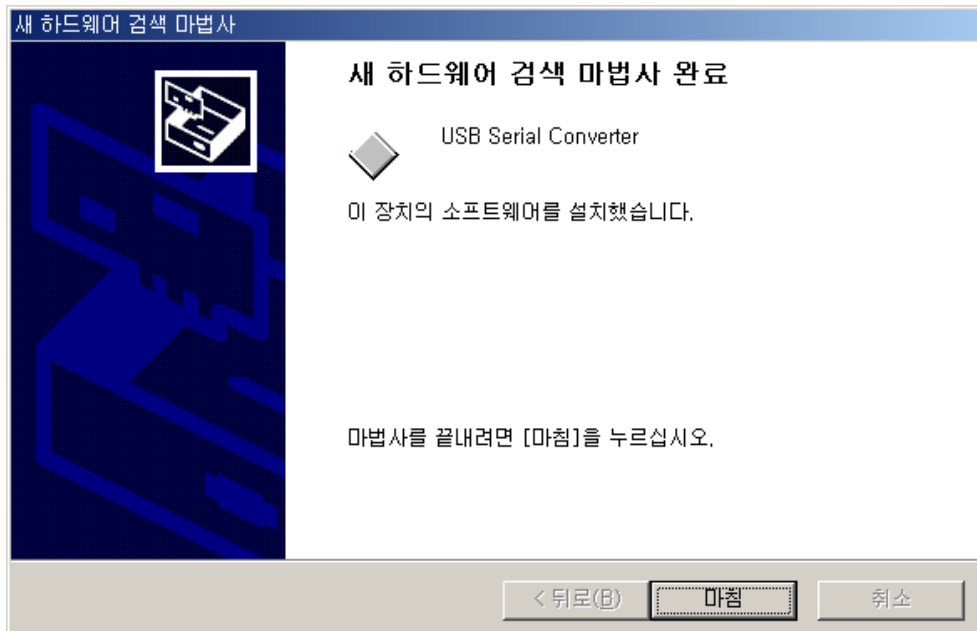 새 하드웨어 검색 마법사
새 하드웨어 검색 마법사 완료
USB Serial Converter
이 장치의 소프트웨어를 설치했습니다.
마법사를 끝내려면 [마침]을 누르십시오.
< 뒤로(B)
마침
취소